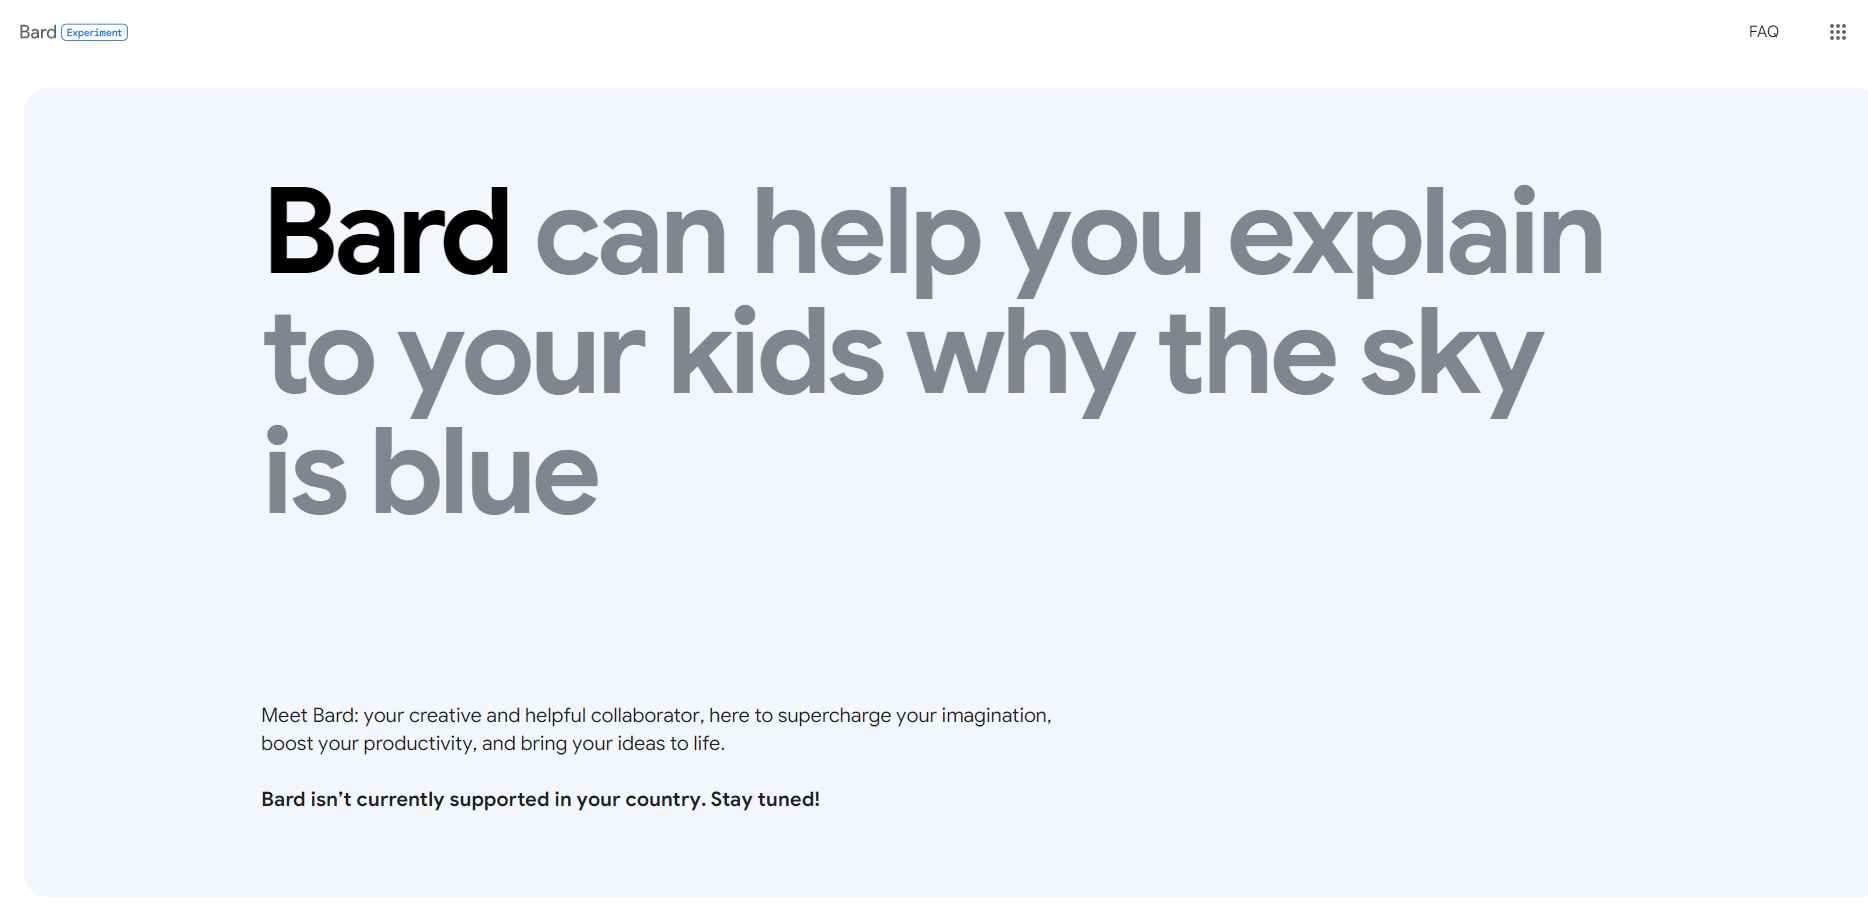 Bard Experiment
FAQ
Bard can help you explain
to your kids why the sky
is blue
Meet Bard: your creative and helpful collaborator, here to supercharge your imagination,
boost your productivity, and bring your ideas to life.
Bard isn’t currently supported in your country. Stay tuned!